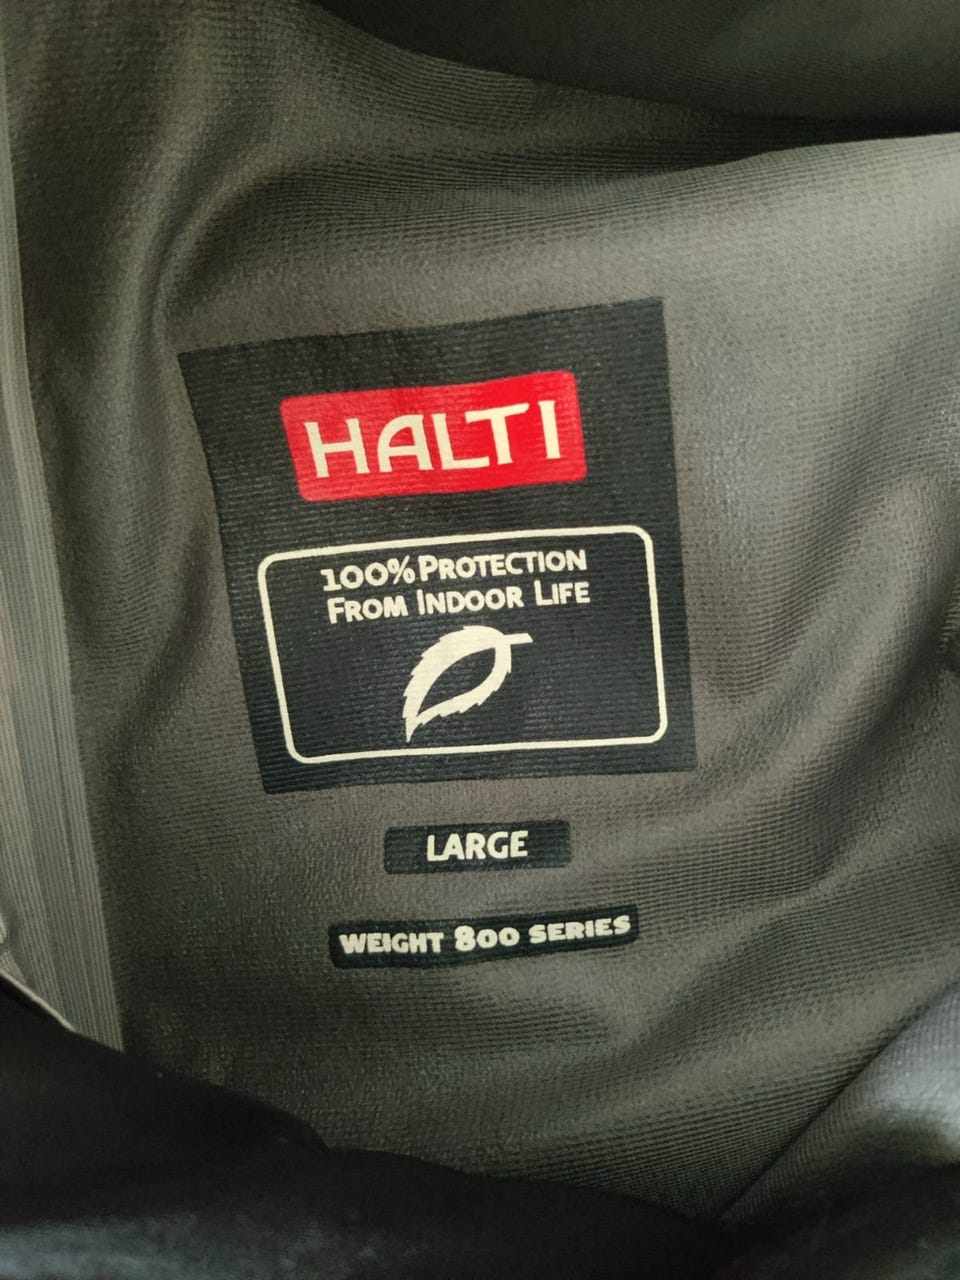 HALTI
100% PROTECTION
FROM INDOOR LIFE
LARGE
WEIGHT 800 SERIES